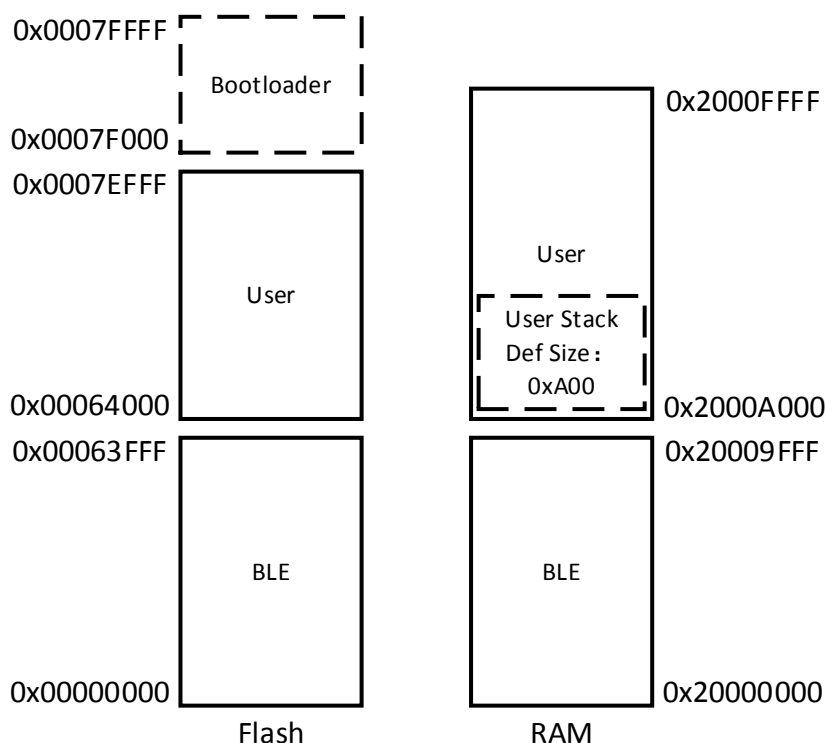 0x0007FFFF
Bootloader
0x0007F000
0x0007EFFF
User
0x00064000
0x00063FFF
BLE
0x00000000
Flash
0x2000FFFF
User
User Stack
Def Size：
0xA00
0x2000A000
0x20009FFF
BLE
0x20000000
RAM